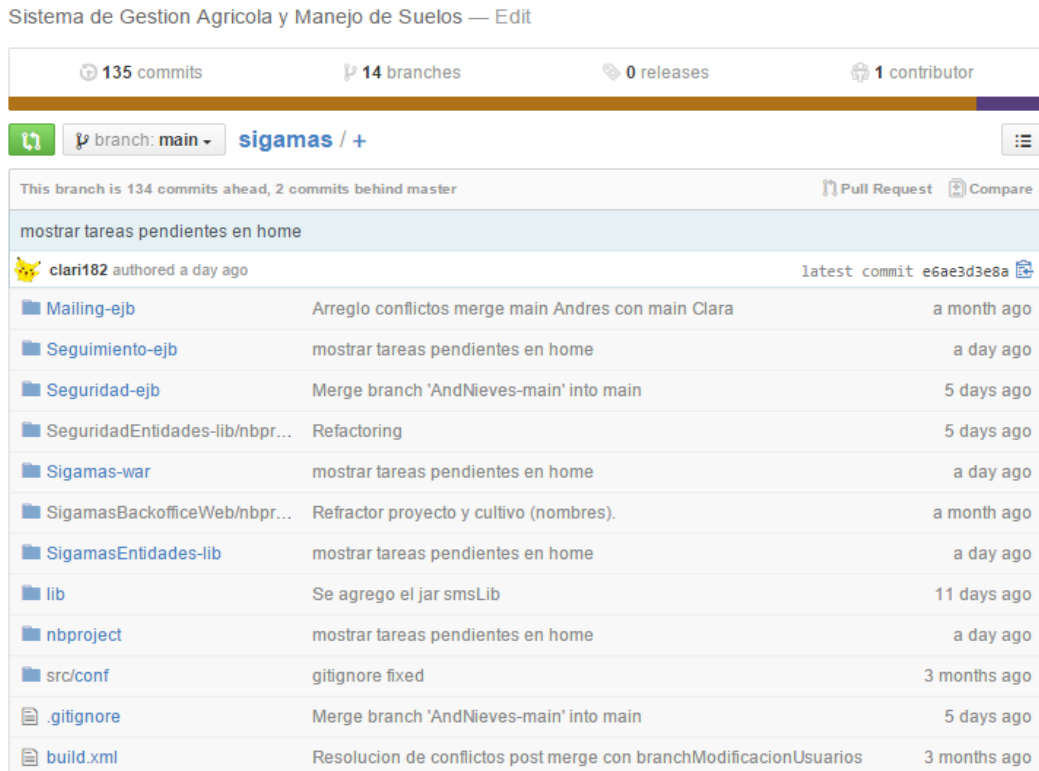 Sistema de Gestion Agricola y Manejo de Suelos — Edit
135 commits 14 branches 0 releases 1 contributor
branch: main sigamas / +
This branch is 134 commits ahead, 2 commits behind master Pull Request Compare
mostrar tareas pendientes en home
clari182 authored a day ago latest commit e6ae3d3e8a
Mailing-ejb Arreglo conflictos merge main Andres con main Clara a month ago
Seguimiento-ejb mostrar tareas pendientes en home a day ago
Seguridad-ejb Merge branch 'AndNieves-main' into main 5 days ago
SeguridadEntidades-lib/nbpr... Refactoring 5 days ago
Sigamas-war mostrar tareas pendientes en home a day ago
SigamasBackofficeWeb/nbpr... Refractor proyecto y cultivo (nombres). a month ago
SigamasEntidades-lib mostrar tareas pendientes en home a day ago
lib Se agrego el jar smsLib 11 days ago
nbproject mostrar tareas pendientes en home a day ago
src/conf gitignore fixed 3 months ago
.gitignore Merge branch 'AndNieves-main' into main 5 days ago
build.xml Resolucion de conflictos post merge con branchModificacionUsuarios 3 months ago